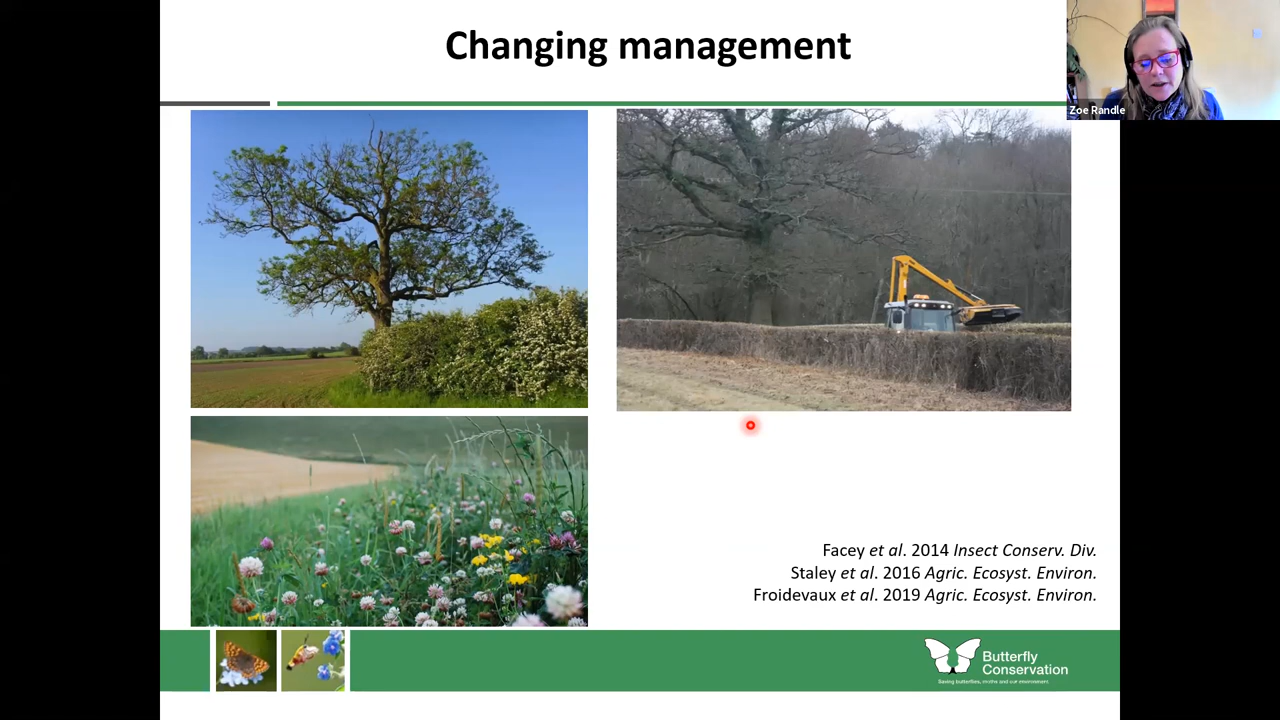 Changing management
Zoe Randle
Facey et al. 2014 Insect Conserv. Div.
Staley et al. 2016 Agric. Ecosyst. Environ.
Froidevaux et al. 2019 Agric. Ecosyst. Environ.
Butterfly
Conservation
Saving butterflies, moths and our environment